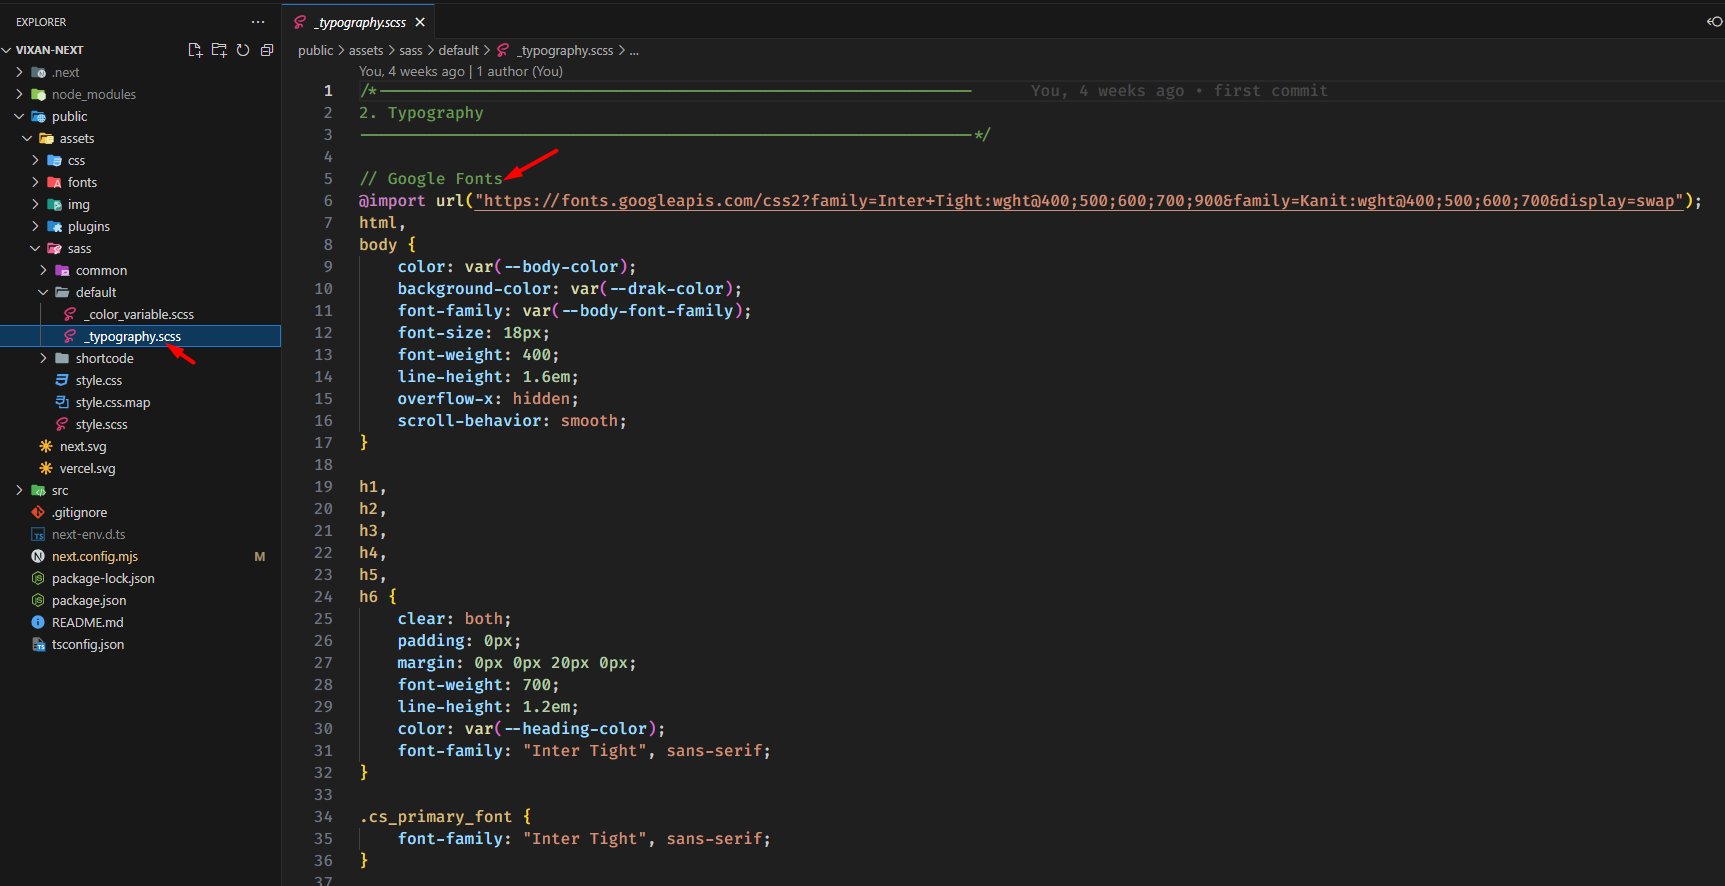 EXPLORER
VIXAN-NEXT
.next
node_modules
public
assets
css
fonts
img
plugins
sass
common
default
_color_variable.scss
_typography.scss
shortcode
style.css
style.css.map
style.scss
next.svg
vercel.svg
src
.gitignore
next-env.d.ts
next.config.mjs M
package-lock.json
package.json
README.md
tsconfig.json
_typography.scss
public > assets > sass > default > _typography.scss > ...
You, 4 weeks ago | 1 author (You)
1 /*-------------------------------------------------------------- You, 4 weeks ago • first commit
2 2. Typography
3 ----------------------------------------------------------------*/
4
5 // Google Fonts
6 @import url("https://fonts.googleapis.com/css2?family=Inter+Tight:wght@400;500;600;700;900&family=Kanit:wght@400;500;600;700&display=swap");
7 html,
8 body {
9 color: var(--body-color);
10 background-color: var(--drak-color);
11 font-family: var(--body-font-family);
12 font-size: 18px;
13 font-weight: 400;
14 line-height: 1.6em;
15 overflow-x: hidden;
16 scroll-behavior: smooth;
17 }
18
19 h1,
20 h2,
21 h3,
22 h4,
23 h5,
24 h6 {
25 clear: both;
26 padding: 0px;
27 margin: 0px 0px 20px 0px;
28 font-weight: 700;
29 line-height: 1.2em;
30 color: var(--heading-color);
31 font-family: "Inter Tight", sans-serif;
32 }
33
34 .cs_primary_font {
35 font-family: "Inter Tight", sans-serif;
36 }
37